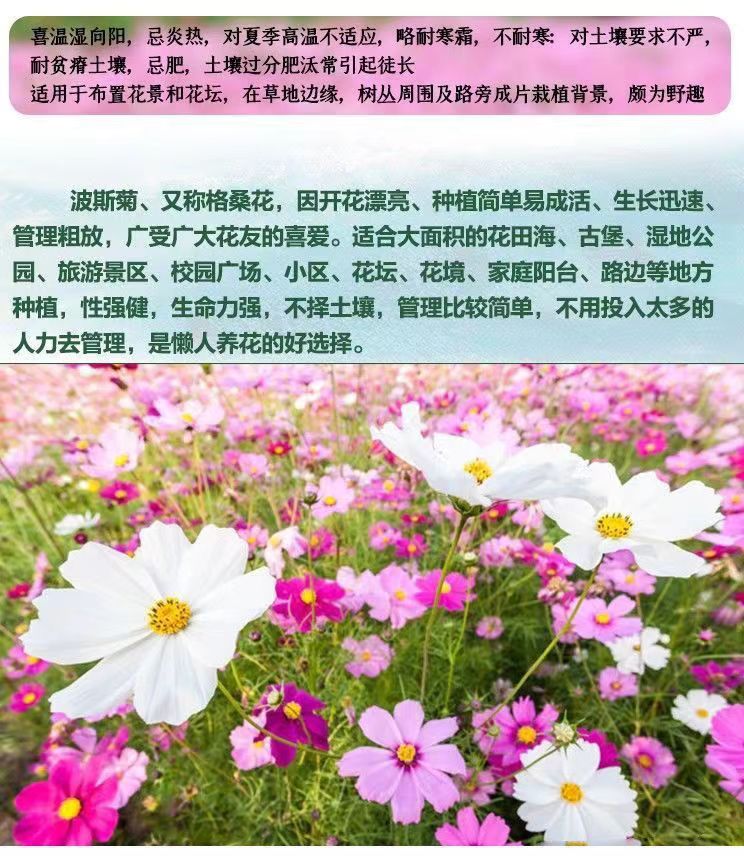 喜温湿向阳，忌炎热，对夏季高温不适应，略耐寒霜，不耐寒：对土壤要求不严，
耐贫瘠土壤，忌肥，土壤过分肥沃常引起徒长
适用于布置花景和花坛，在草地边缘，树丛周围及路旁成片栽植背景，颇为野趣
波斯菊、又称格桑花，因开花漂亮、种植简单易成活、生长迅速、
管理粗放，广受广大花友的喜爱。适合大面积的花田海、古堡、湿地公
园、旅游景区、校园广场、小区、花坛、花境、家庭阳台、路边等地方
种植，性强健，生命力强，不择土壤，管理比较简单，不用投入太多的
人力去管理，是懒人养花的好选择。